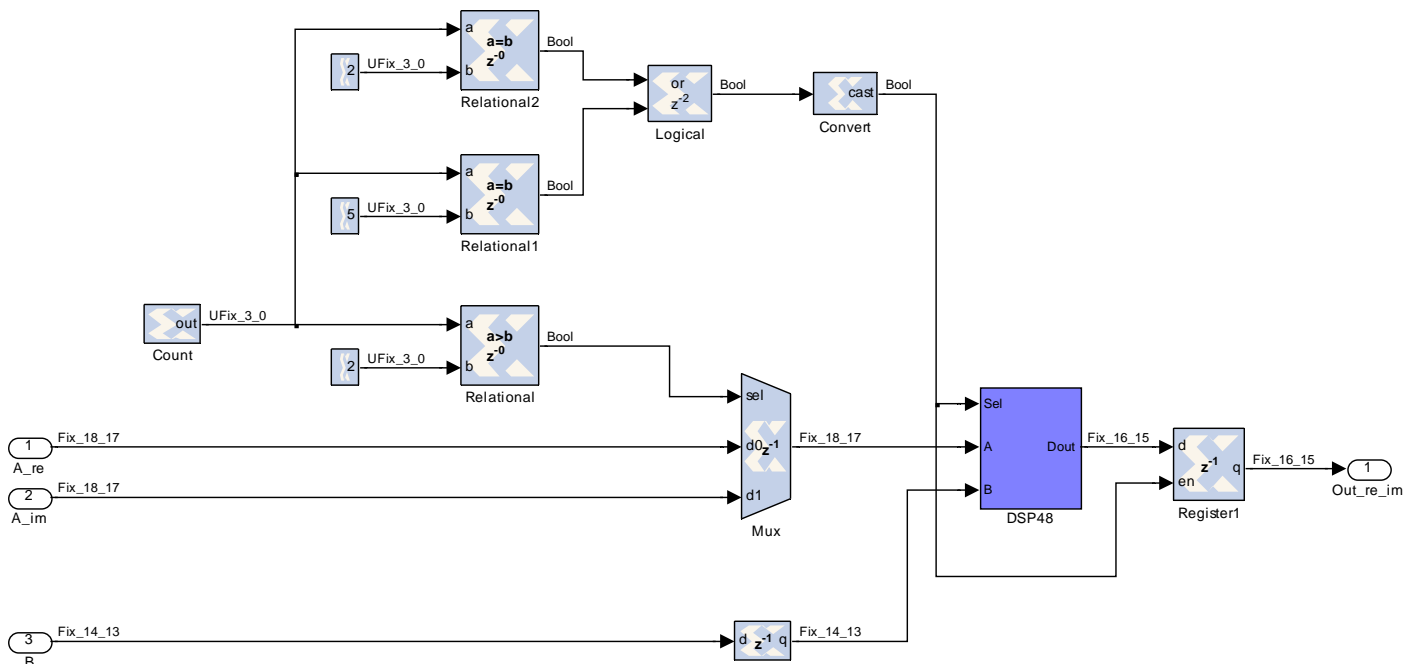 a
b
a=b
z-0
Relational2
2
UFix_3_0
Bool
or
z-2
Logical
Bool
cast
Convert
Bool
a
b
a=b
z-0
Relational1
5
UFix_3_0
Bool
out
Count
UFix_3_0
a
b
a>b
z-0
Relational
2
UFix_3_0
Bool
sel
d0
z-1
d1
Mux
1
A_re
Fix_18_17
2
A_im
Fix_18_17
Fix_18_17
Sel
A
B
Dout
DSP48
Fix_16_15
d
en
z-1
q
Register1
Fix_16_15
1
Out_re_im
3
B
Fix_14_13
d z-1 q
Fix_14_13